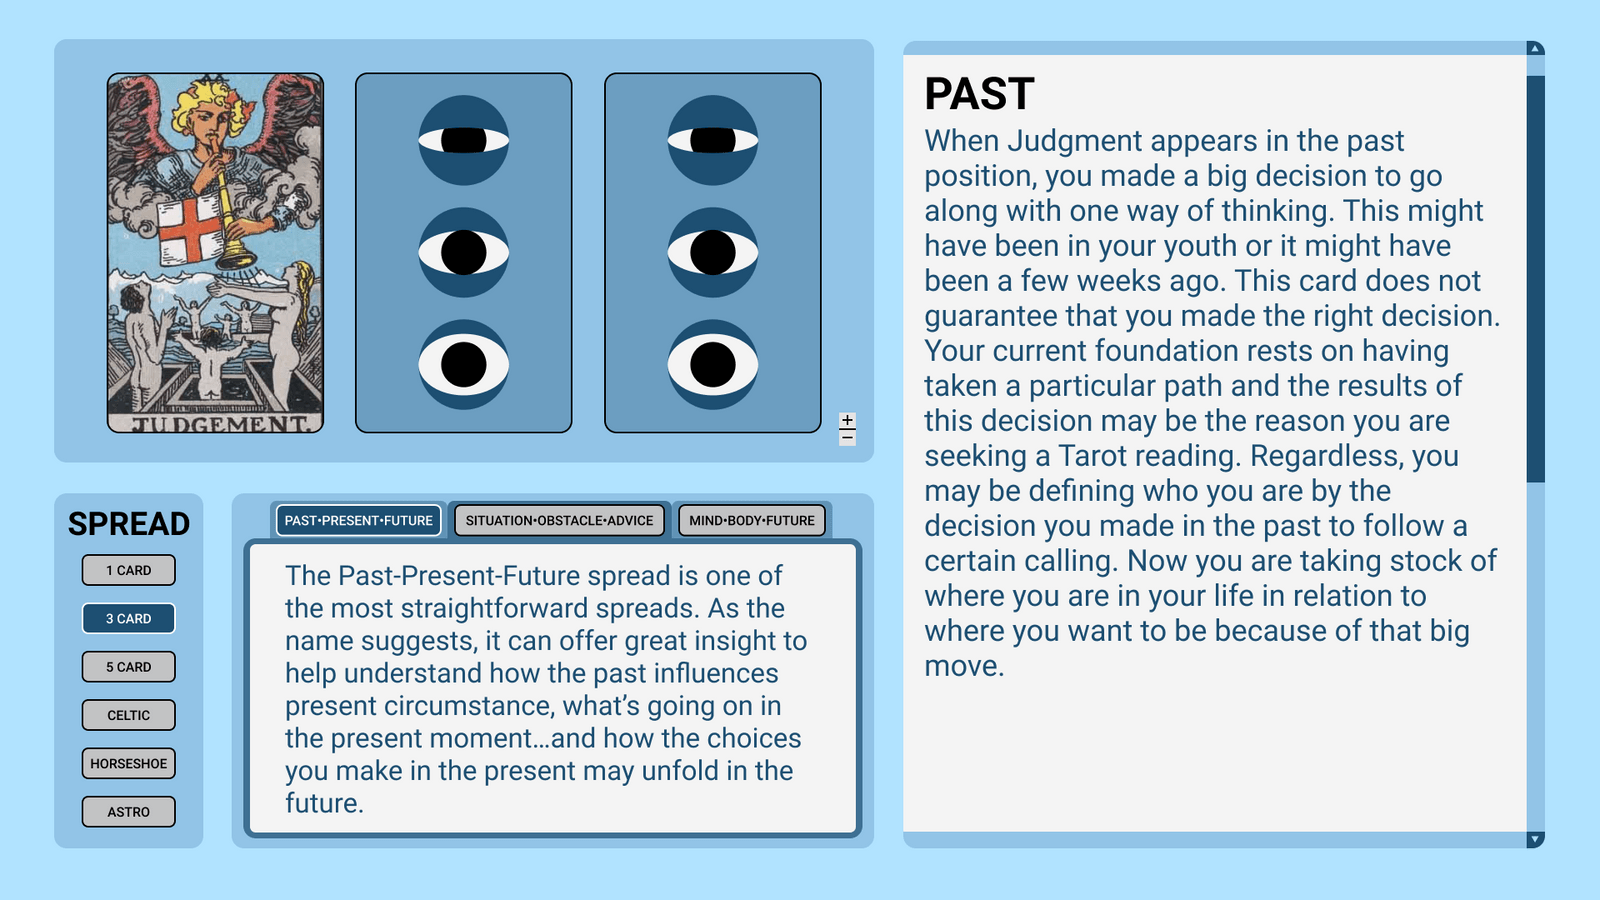 JUDGEMENT.
+
−
SPREAD
1 CARD
3 CARD
5 CARD
CELTIC
HORSESHOE
ASTRO
PAST•PRESENT•FUTURE
SITUATION•OBSTACLE•ADVICE
MIND•BODY•FUTURE
The Past-Present-Future spread is one of
the most straightforward spreads. As the
name suggests, it can offer great insight to
help understand how the past influences
present circumstance, what’s going on in
the present moment…and how the choices
you make in the present may unfold in the
future.
PAST
When Judgment appears in the past
position, you made a big decision to go
along with one way of thinking. This might
have been in your youth or it might have
been a few weeks ago. This card does not
guarantee that you made the right decision.
Your current foundation rests on having
taken a particular path and the results of
this decision may be the reason you are
seeking a Tarot reading. Regardless, you
may be defining who you are by the
decision you made in the past to follow a
certain calling. Now you are taking stock of
where you are in your life in relation to
where you want to be because of that big
move.